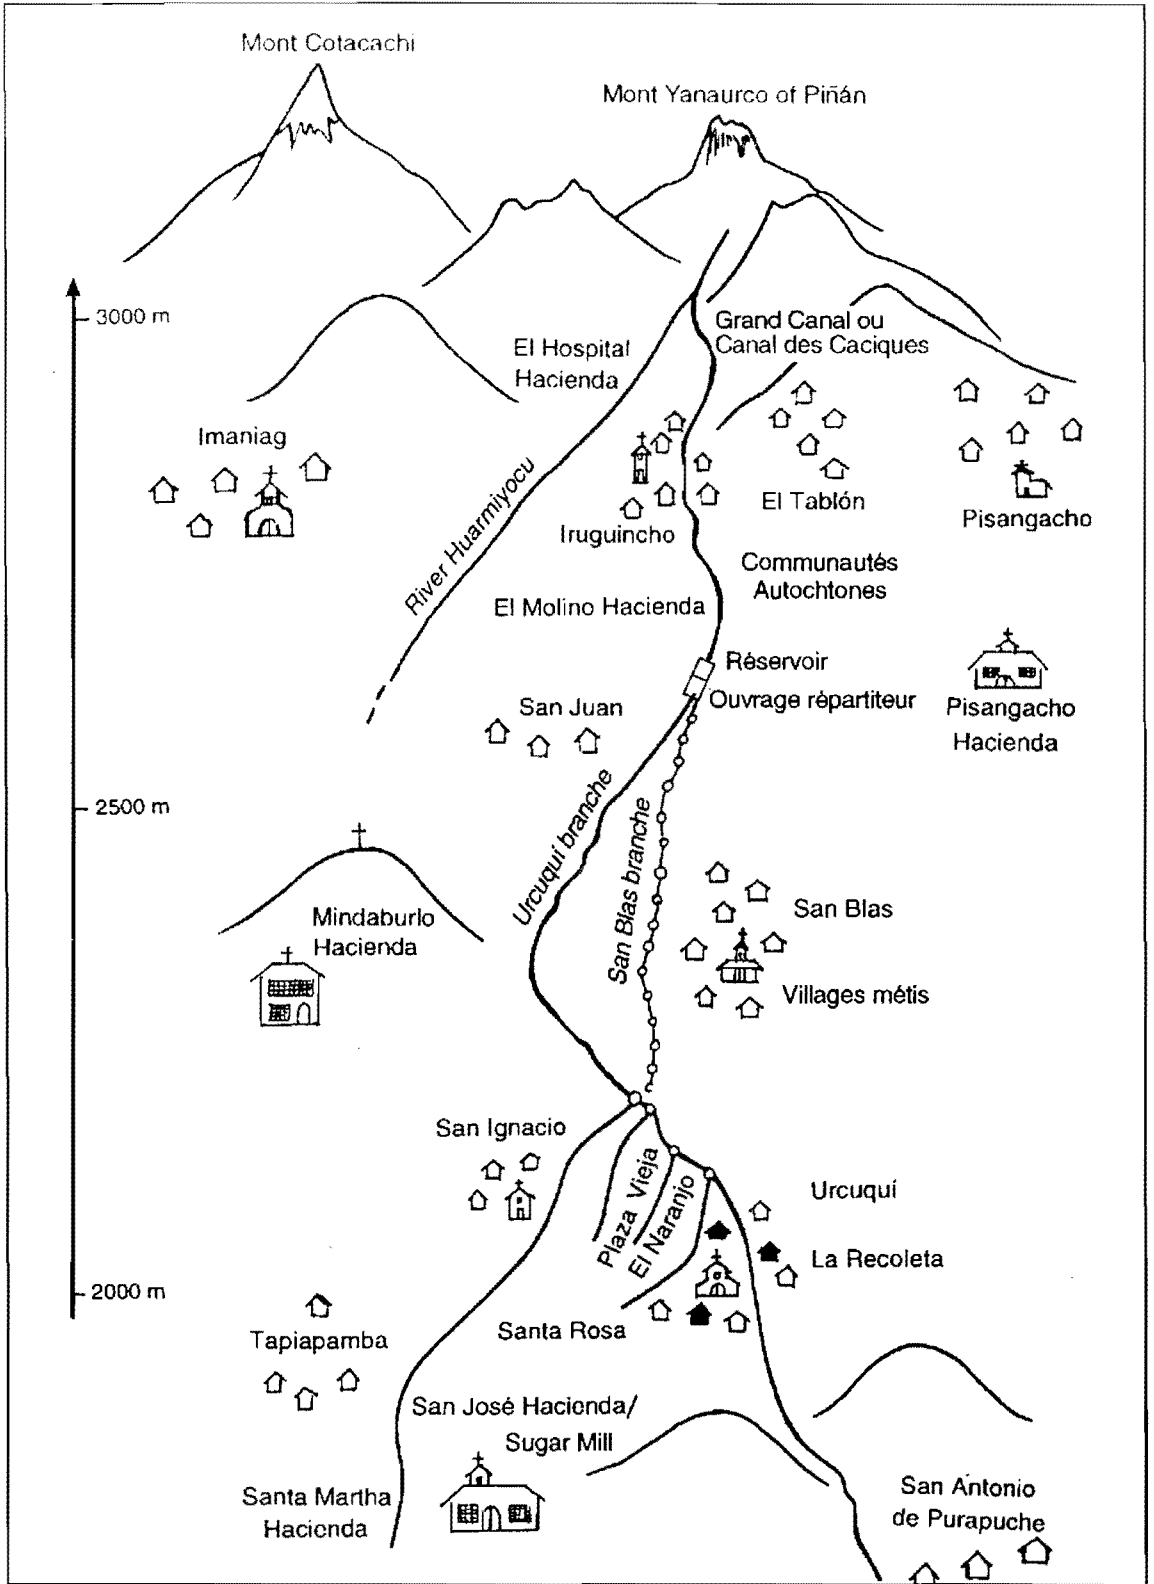 Mont Cotacachi
Mont Yanaurco of Piñán
3000 m
Grand Canal ou
Canal des Caciques
El Hospital
Hacienda
Imaniag
River Huarmiyocu
Iruguincho
El Tablón
Pisangacho
Communautés
Autochtones
El Molino Hacienda
Réservoir
Ouvrage répartiteur
Pisangacho
Hacienda
San Juan
2500 m
Urcuquí branche
San Blas branche
Mindaburlo
Hacienda
San Blas
Villages métis
San Ignacio
Plaza Vieja
El Naranjo
Urcuquí
La Recoleta
2000 m
Santa Rosa
Tapiapamba
San José Hacienda/
Sugar Mill
Santa Martha
Hacienda
San Antonio
de Purapuche